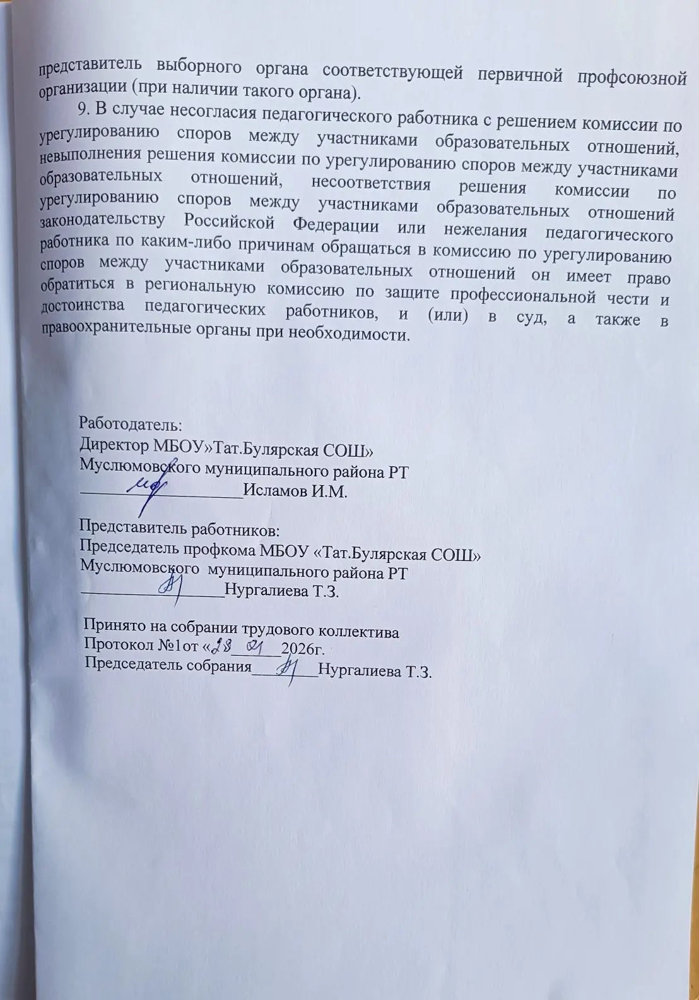 представитель выборного органа соответствующей первичной профсоюзной
организации (при наличии такого органа).
9. В случае несогласия педагогического работника с решением комиссии по
урегулированию споров между участниками образовательных отношений,
невыполнения решения комиссии по урегулированию споров между участниками
образовательных отношений, несоответствия решения комиссии по
урегулированию споров между участниками образовательных отношений
законодательству Российской Федерации или нежелания педагогического
работника по каким-либо причинам обращаться в комиссию по урегулированию
споров между участниками образовательных отношений он имеет право
обратиться в региональную комиссию по защите профессиональной чести и
достоинства педагогических работников, и (или) в суд, а также в
правоохранительные органы при необходимости.
Работодатель:
Директор МБОУ»Тат.Булярская СОШ»
Муслюмовского муниципального района РТ
____________________Исламов И.М.
Представитель работников:
Председатель профкома МБОУ «Тат.Булярская СОШ»
Муслюмовского муниципального района РТ
__________________Нургалиева Т.З.
Принято на собрании трудового коллектива
Протокол №1от «28 01 2026г.
Председатель собрания________Нургалиева Т.З.